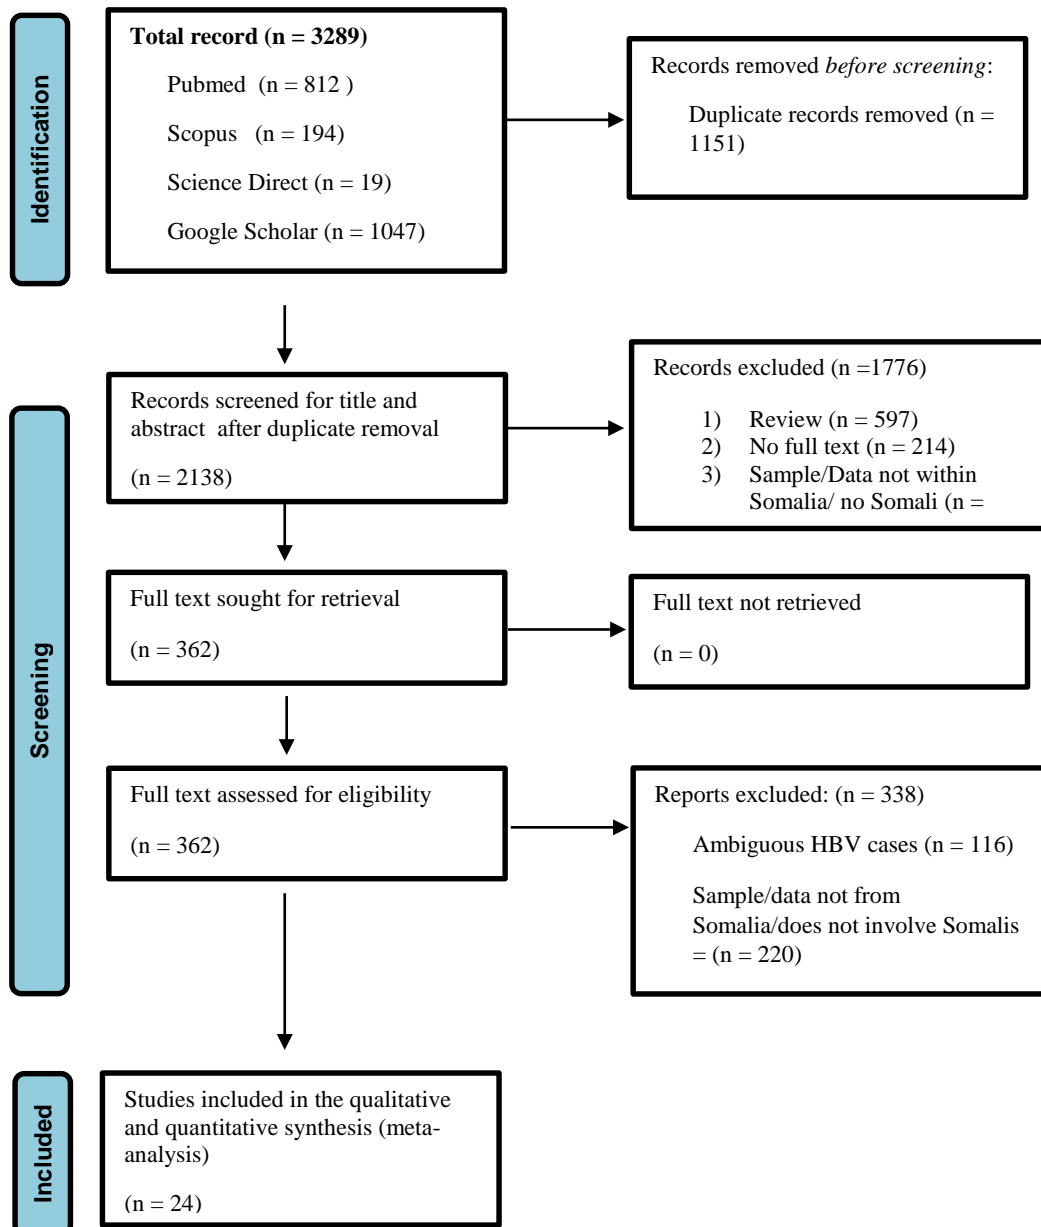 Identification
Total record (n = 3289)
Pubmed (n = 812 )
Scopus (n = 194)
Science Direct (n = 19)
Google Scholar (n = 1047)
Records removed before screening:
Duplicate records removed (n =
1151)
Screening
Records screened for title and
abstract after duplicate removal
(n = 2138)
Records excluded (n =1776)
1) Review (n = 597)
2) No full text (n = 214)
3) Sample/Data not within
Somalia/ no Somali (n =
Full text sought for retrieval
(n = 362)
Full text not retrieved
(n = 0)
Full text assessed for eligibility
(n = 362)
Reports excluded: (n = 338)
Ambiguous HBV cases (n = 116)
Sample/data not from
Somalia/does not involve Somalis
= (n = 220)
Included
Studies included in the qualitative
and quantitative synthesis (meta-
analysis)
(n = 24)